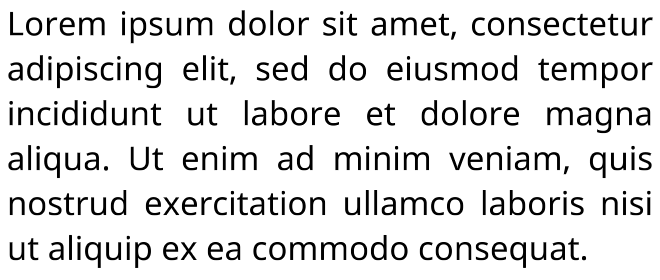 Lorem ipsum dolor sit amet, consectetur
adipiscing elit, sed do eiusmod tempor
incididunt ut labore et dolore magna
aliqua. Ut enim ad minim veniam, quis
nostrud exercitation ullamco laboris nisi
ut aliquip ex ea commodo consequat.